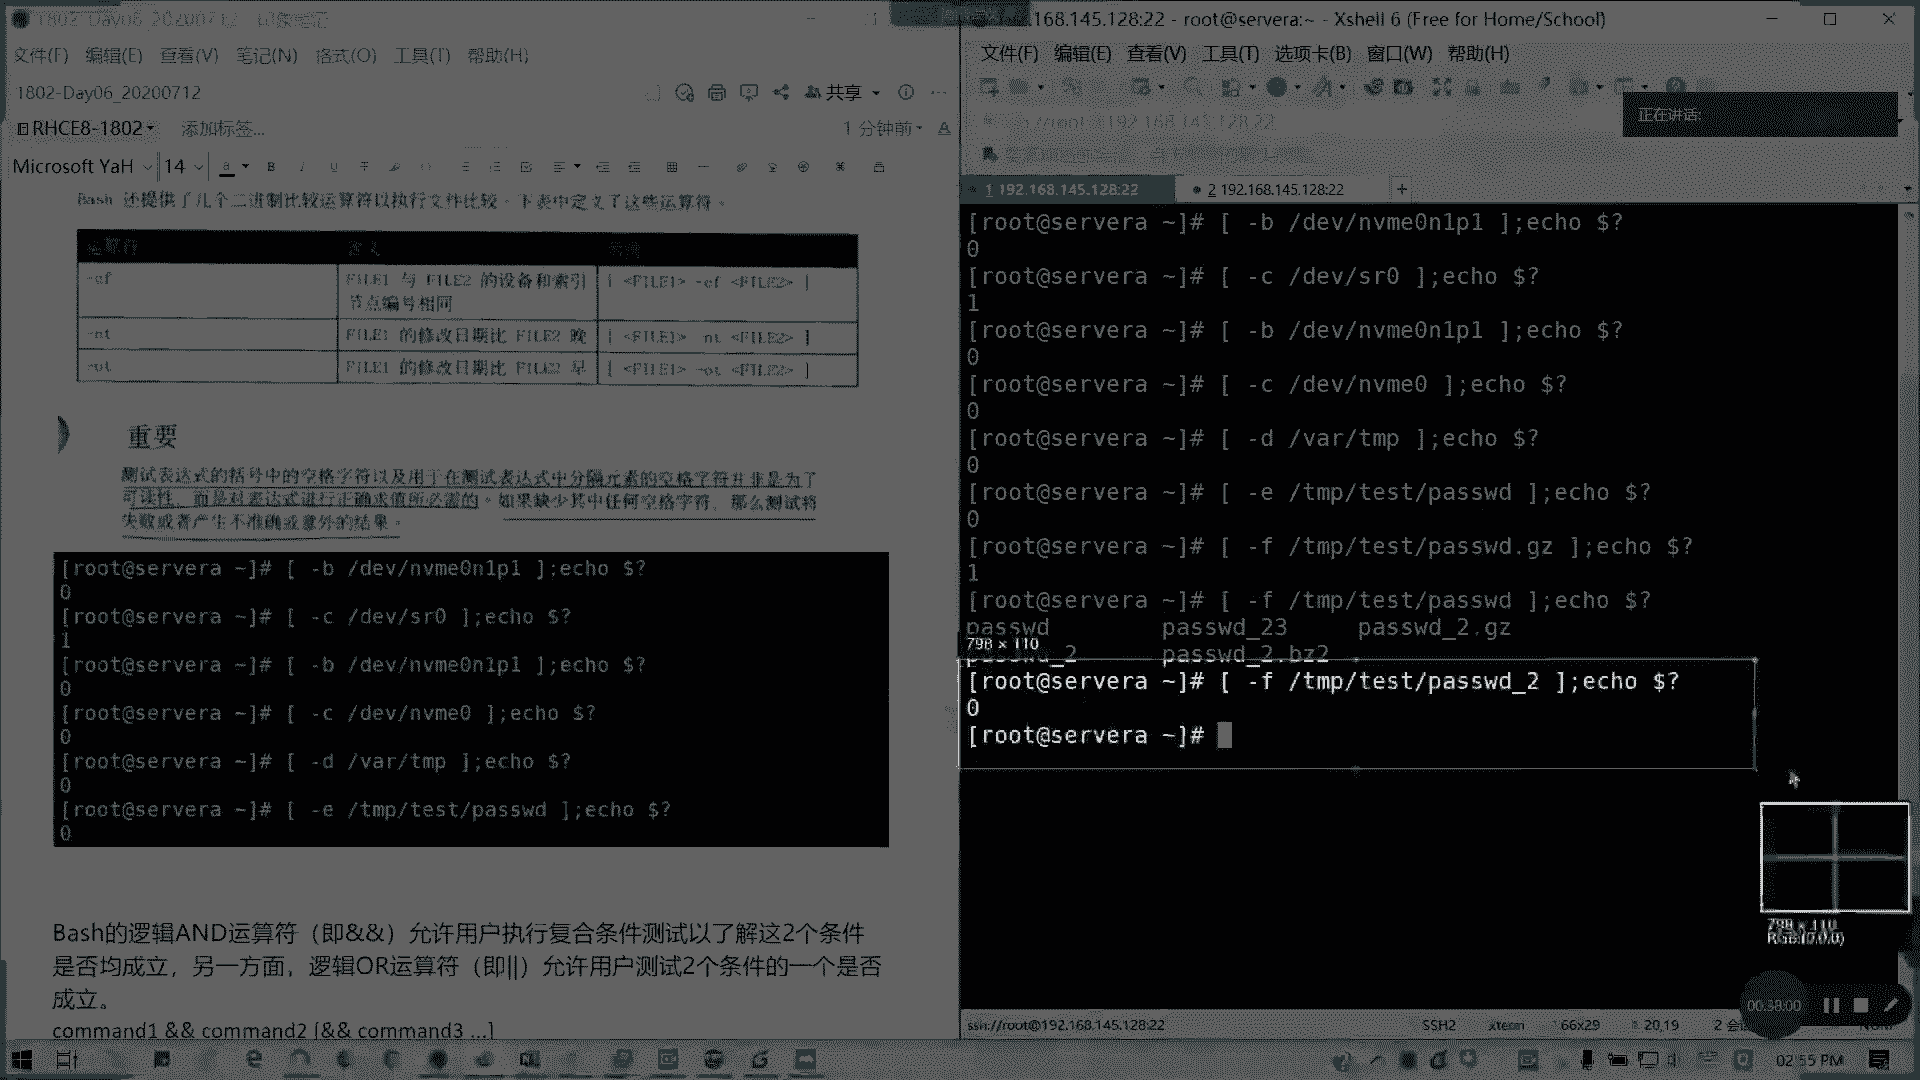 1802-Day06_20200712
文件(F) 编辑(E) 查看(V) 笔记(N) 格式(O) 工具(T) 帮助(H)
1802-Day06_20200712
共享
RHCE8-1802
添加标签...
1 分钟前
Microsoft YaH
14
Bash 还提供了几个二进制比较运算符以执行文件比较。下表中定义了这些运算符。
-ef
FILE1 与 FILE2 的设备和索引
节点编号相同
[ <FILE1> -ef <FILE2> ]
-nt
FILE1 的修改日期比 FILE2 晚
[ <FILE1> -nt <FILE2> ]
-ot
FILE1 的修改日期比 FILE2 早
[ <FILE1> -ot <FILE2> ]
重要
测试表达式的括号中的空格字符以及用于在测试表达式中分隔元素的空格字符并非是为了
可读性，而是对表达式进行正确求值所必需的。如果缺少其中任何空格字符，那么测试将
失败或者产生不准确或意外的结果。
[root@servera ~]# [ -b /dev/nvme0n1p1 ];echo $?
0
[root@servera ~]# [ -c /dev/sr0 ];echo $?
1
[root@servera ~]# [ -b /dev/nvme0n1p1 ];echo $?
0
[root@servera ~]# [ -c /dev/nvme0 ];echo $?
0
[root@servera ~]# [ -d /var/tmp ];echo $?
0
[root@servera ~]# [ -e /tmp/test/passwd ];echo $?
0
Bash的逻辑AND运算符（即&&）允许用户执行复合条件测试以了解这2个条件
是否均成立，另一方面，逻辑OR运算符（即||）允许用户测试2个条件的一个是否
成立。
command1 && command2 [&& command3 ...]
168.145.128:22 - root@servera:~ - Xshell 6 (Free for Home/School)
文件(F) 编辑(E) 查看(V) 工具(T) 选项卡(B) 窗口(W) 帮助(H)
正在讲话:
//root@192.168.145.128:22
1 192.168.145.128:22
2 192.168.145.128:22
[root@servera ~]# [ -b /dev/nvme0n1p1 ];echo $?
0
[root@servera ~]# [ -c /dev/sr0 ];echo $?
1
[root@servera ~]# [ -b /dev/nvme0n1p1 ];echo $?
0
[root@servera ~]# [ -c /dev/nvme0 ];echo $?
0
[root@servera ~]# [ -d /var/tmp ];echo $?
0
[root@servera ~]# [ -e /tmp/test/passwd ];echo $?
0
[root@servera ~]# [ -f /tmp/test/passwd.gz ];echo $?
1
[root@servera ~]# [ -f /tmp/test/passwd ];echo $?
passwd passwd_23 passwd_2.gz
798 × 110
passwd_2 passwd_2.bz2
[root@servera ~]# [ -f /tmp/test/passwd_2 ];echo $?
0
[root@servera ~]#
798 × 110
RGB:(0,0,0)
00:38:00
ssh://root@192.168.145.128:22
SSH2
xterm
66x29
20,19
02:55 PM